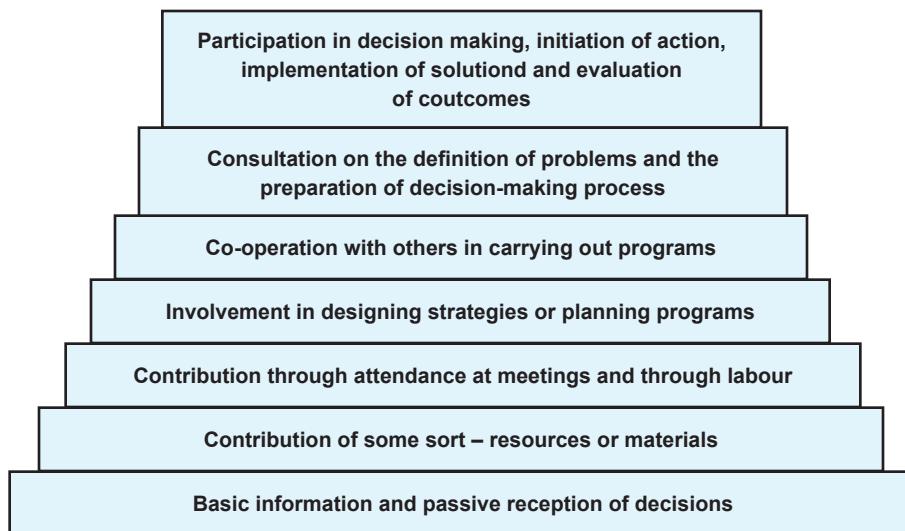 Participation in decision making, initiation of action,
implementation of solutiond and evaluation
of coutcomes
Consultation on the definition of problems and the
preparation of decision-making process
Co-operation with others in carrying out programs
Involvement in designing strategies or planning programs
Contribution through attendance at meetings and through labour
Contribution of some sort – resources or materials
Basic information and passive reception of decisions